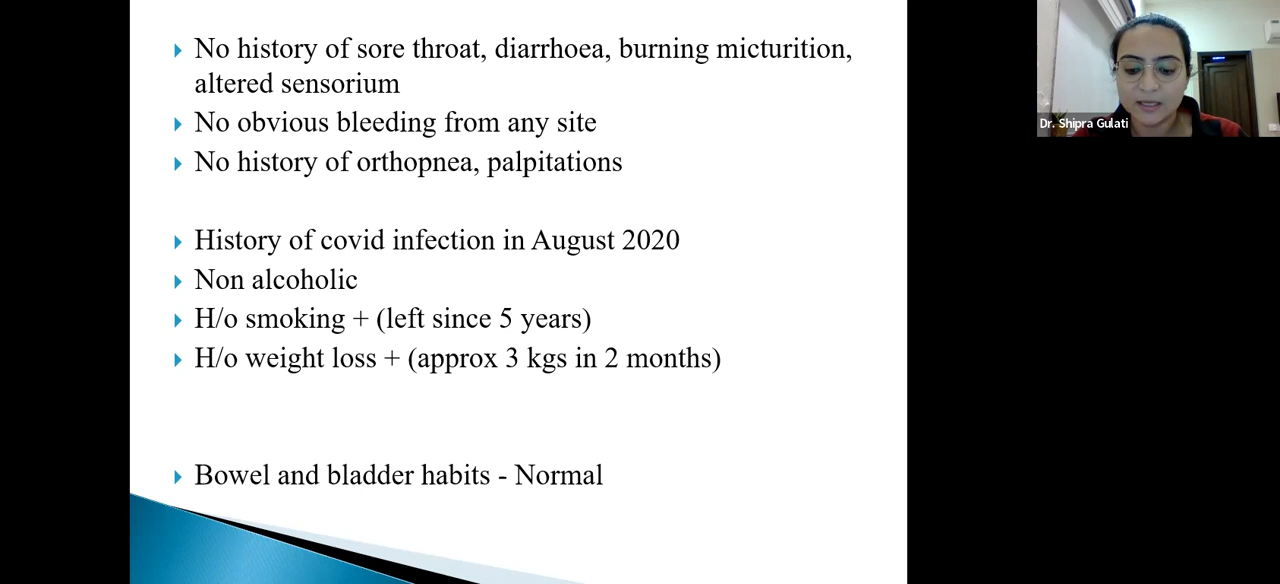 No history of sore throat, diarrhoea, burning micturition,
altered sensorium
No obvious bleeding from any site
No history of orthopnea, palpitations
History of covid infection in August 2020
Non alcoholic
H/o smoking + (left since 5 years)
H/o weight loss + (approx 3 kgs in 2 months)
Bowel and bladder habits - Normal
Dr. Shipra Gulati